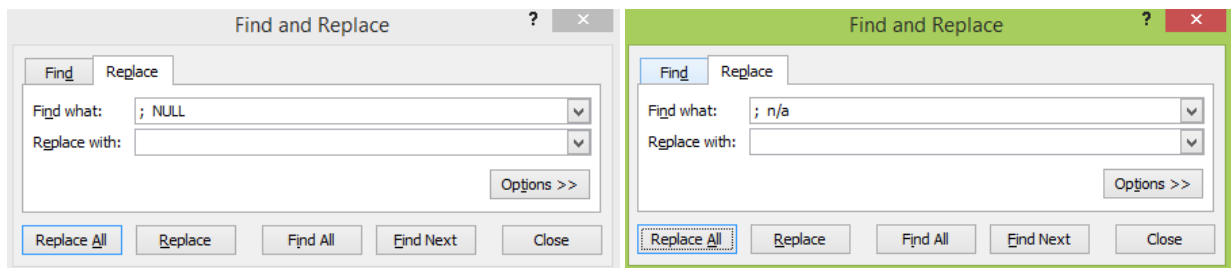 Find and Replace ? ×
Find Replace
Find what: ; NULL
Replace with:
Options >>
Replace All Replace Find All Find Next Close
Find and Replace ? ×
Find Replace
Find what: ; n/a
Replace with:
Options >>
Replace All Replace Find All Find Next Close